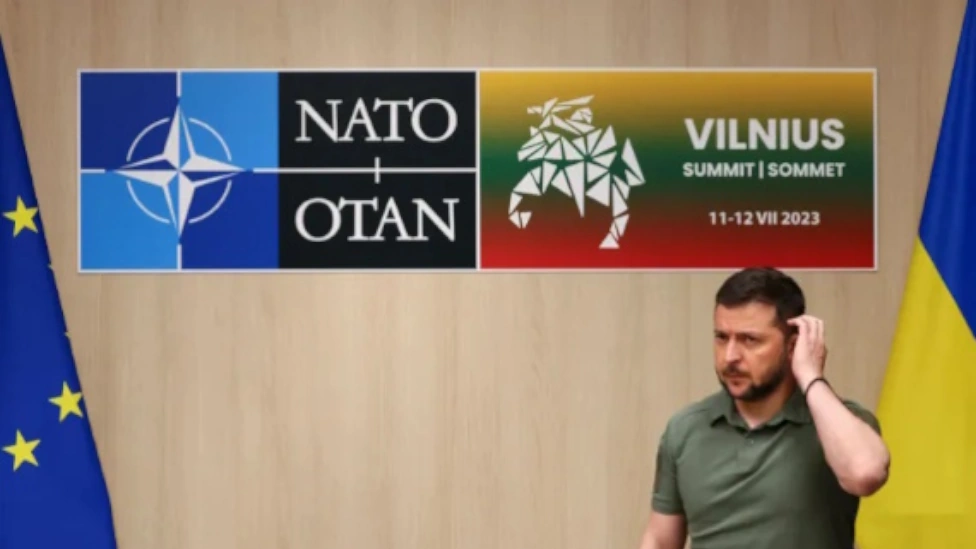 NATO
OTAN
VILNIUS
SUMMIT | SOMMET
11-12 VII 2023